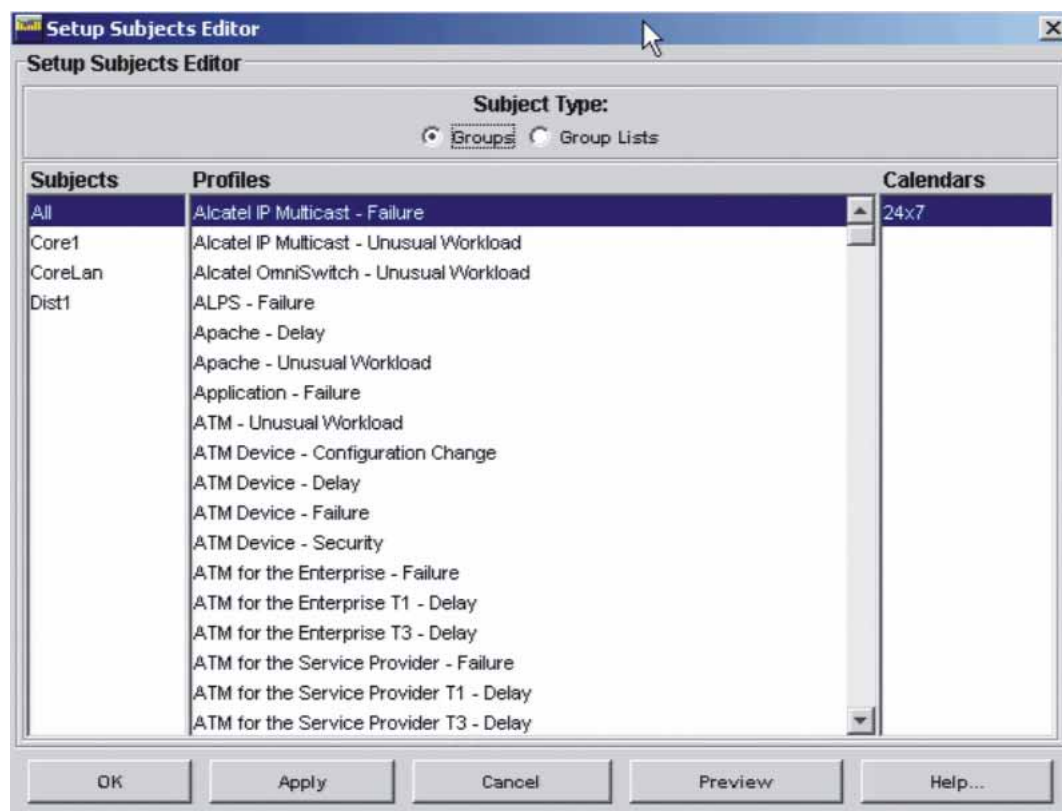 Setup Subjects Editor
Setup Subjects Editor
Subject Type:
Groups Group Lists
Subjects Profiles Calendars
All Alcatel IP Multicast - Failure 24x7
Core1 Alcatel IP Multicast - Unusual Workload
CoreLan Alcatel OmniSwitch - Unusual Workload
Dist1 ALPS - Failure
Apache - Delay
Apache - Unusual Workload
Application - Failure
ATM - Unusual Workload
ATM Device - Configuration Change
ATM Device - Delay
ATM Device - Failure
ATM Device - Security
ATM for the Enterprise - Failure
ATM for the Enterprise T1 - Delay
ATM for the Enterprise T3 - Delay
ATM for the Service Provider - Failure
ATM for the Service Provider T1 - Delay
ATM for the Service Provider T3 - Delay
OK Apply Cancel Preview Help...